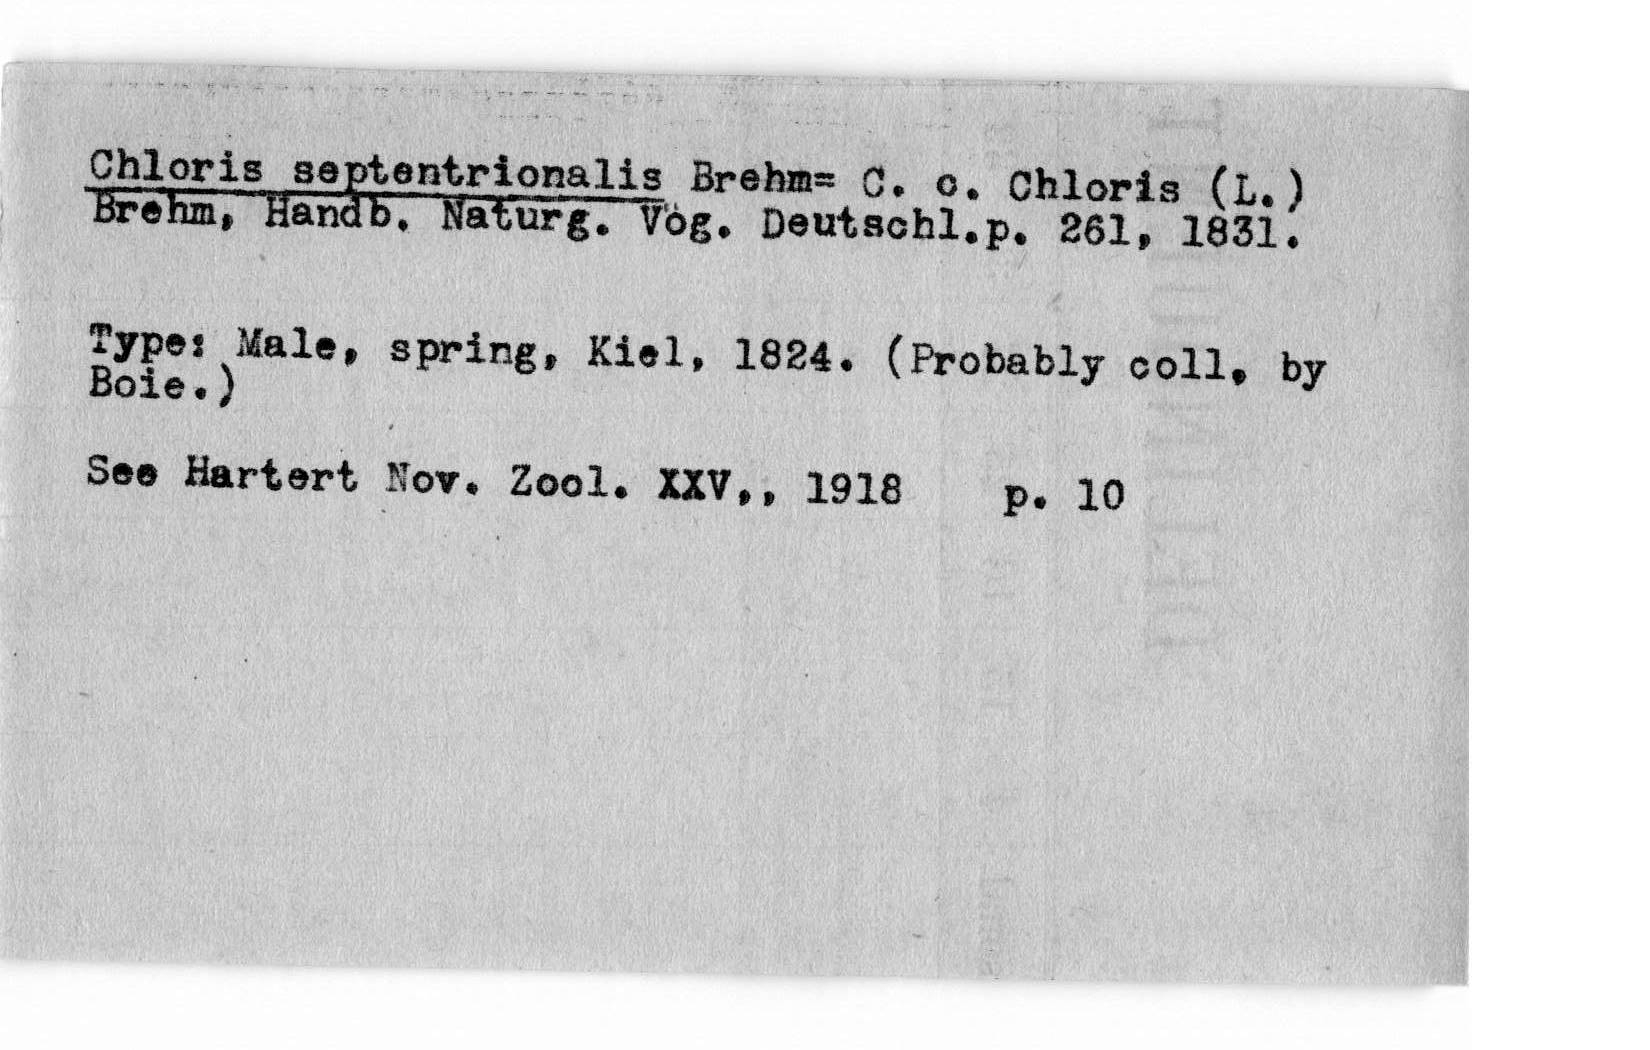 Chloris septentrionalis Brehm= C. c. Chloris (L.)
Brehm, Handb. Naturg. Vög. Deutschl.p. 261, 1831.
Type: Male, spring, Kiel, 1824. (Probably coll. by
Boie.)
See Hartert Nov. Zool. XXV,, 1918 p. 10